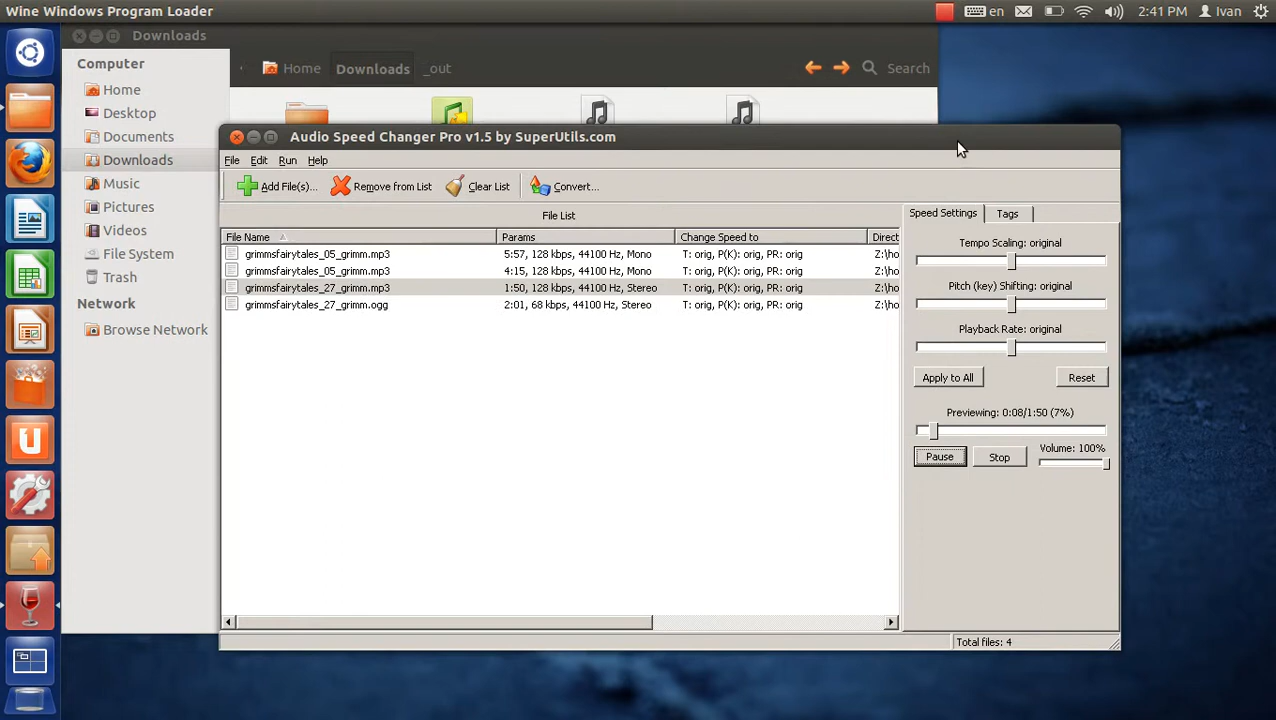 Wine Windows Program Loader
en
2:41 PM
Ivan
Downloads
Computer
Home
Desktop
Documents
Downloads
Music
Pictures
Videos
File System
Trash
Network
Browse Network
Home
Downloads
_out
Search
Audio Speed Changer Pro v1.5 by SuperUtils.com
File Edit Run Help
Add File(s)... Remove from List Clear List Convert...
File List
File Name Params Change Speed to Direct
grimmsfairytales_05_grimm.mp3 5:57, 128 kbps, 44100 Hz, Mono T: orig, P(K): orig, PR: orig Z:\ho
grimmsfairytales_05_grimm.mp3 4:15, 128 kbps, 44100 Hz, Mono T: orig, P(K): orig, PR: orig Z:\ho
grimmsfairytales_27_grimm.mp3 1:50, 128 kbps, 44100 Hz, Stereo T: orig, P(K): orig, PR: orig Z:\ho
grimmsfairytales_27_grimm.ogg 2:01, 68 kbps, 44100 Hz, Stereo T: orig, P(K): orig, PR: orig Z:\ho
Speed Settings Tags
Tempo Scaling: original
Pitch (key) Shifting: original
Playback Rate: original
Apply to All Reset
Previewing: 0:08/1:50 (7%)
Pause Stop Volume: 100%
Total files: 4